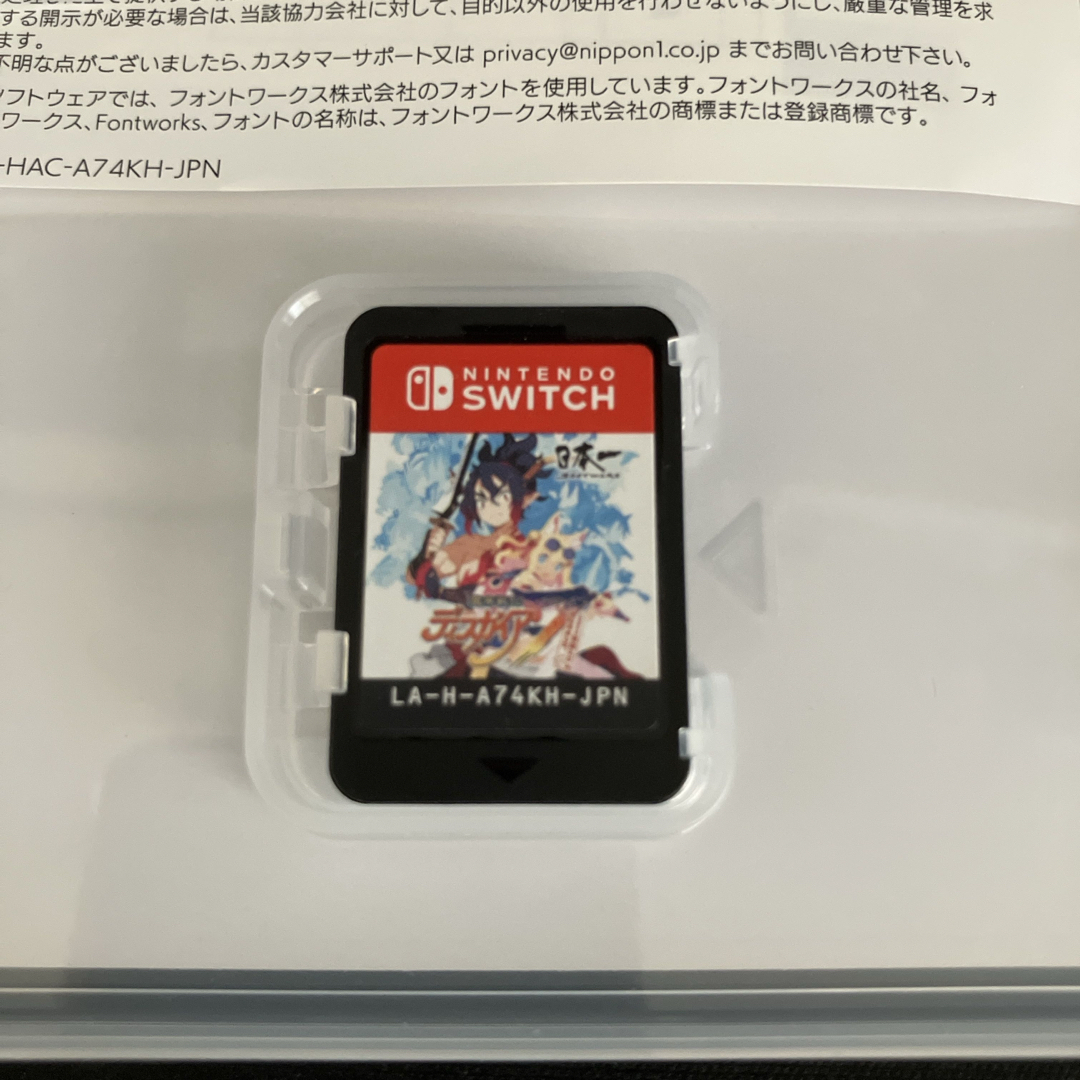 する開示が必要な場合は、当該協力会社に対して、目的以外の使用を行わせないようにし、厳重な管理を求
ます。
不明な点がございましたら、カスタマーサポート又は privacy@nippon1.co.jp までお問い合わせ下さい。
ソフトウェアでは、フォントワークス株式会社のフォントを使用しています。フォントワークスの社名、フォ
ワークス、Fontworks、フォントの名称は、フォントワークス株式会社の商標または登録商標です。
-HAC-A74KH-JPN
NINTENDO
SWITCH
日本一
SOFTWARE
ディスガイア7
LA-H-A74KH-JPN